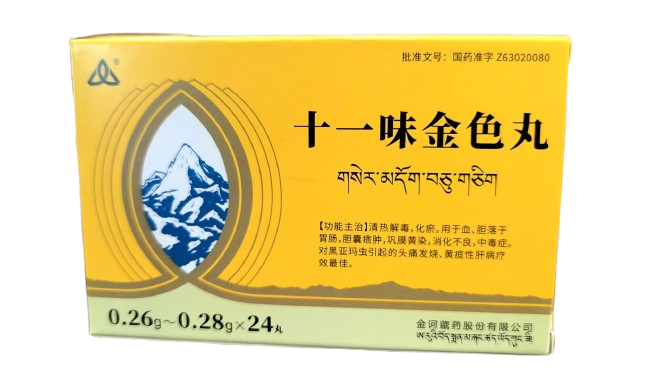 批准文号：国药准字 Z63020080
十一味金色丸
གསེར་མདོག་བཅུ་གཅིག
【功能主治】清热解毒，化瘀。用于血、胆落于
胃肠，胆囊痞肿，巩膜黄染，消化不良，中毒症。
对黑亚玛虫引起的头痛发烧、黄疸性肝病疗
效最佳。
0.26g～0.28g×24丸
金诃藏药股份有限公司